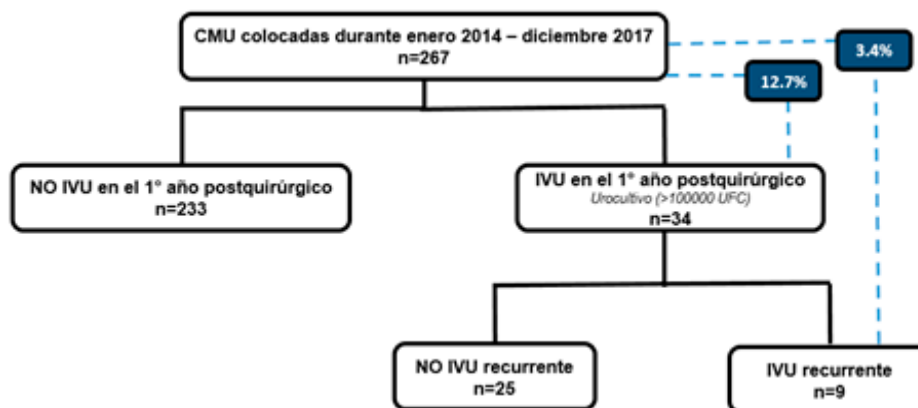 CMU colocadas durante enero 2014 – diciembre 2017
n=267
3.4%
12.7%
NO IVU en el 1° año postquirúrgico
n=233
IVU en el 1° año postquirúrgico
Urocultivo (>100000 UFC)
n=34
NO IVU recurrente
n=25
IVU recurrente
n=9